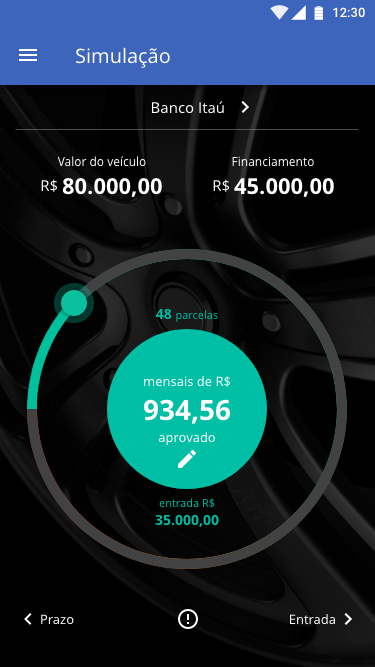 12:30
Simulação
Banco Itaú
Valor do veículo
R$ 80.000,00
Financiamento
R$ 45.000,00
48 parcelas
mensais de R$
934,56
aprovado
entrada R$
35.000,00
Prazo
Entrada